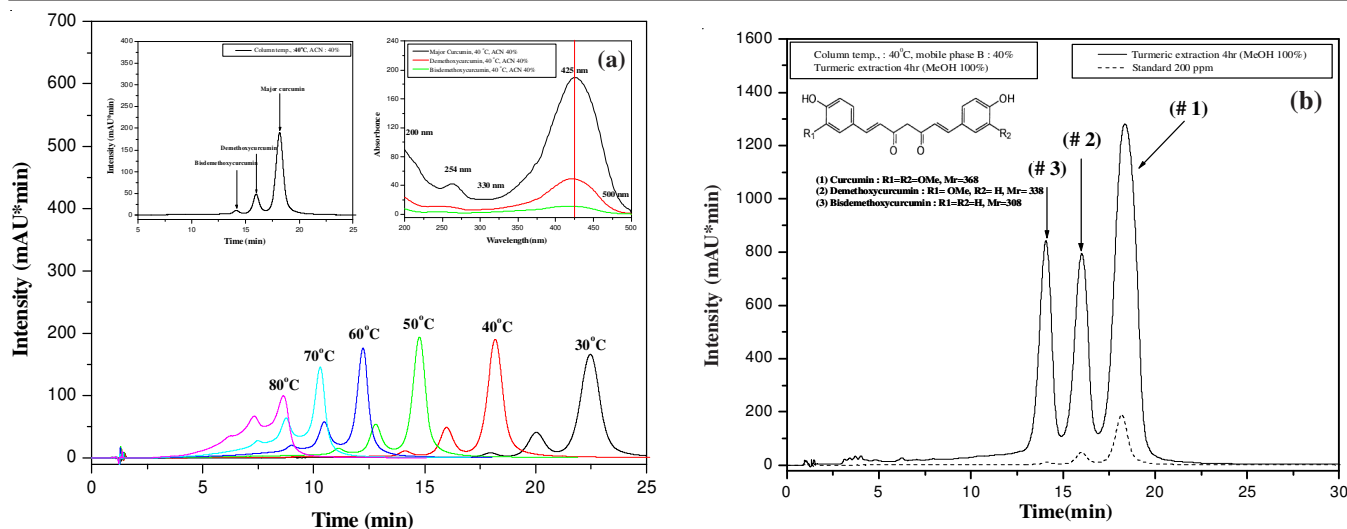 (a)
700
600
500
400
300
200
100
0
Intensity (mAU*min)
0 5 10 15 20 25
Time (min)
80°C
70°C
60°C
50°C
40°C
30°C
Column temp., :40°C, ACN : 40%
400
350
300
250
200
150
100
50
0
Intensity (mAU*min)
Major curcumin
Demethoxycurcumin
Bisdemethoxycurcumin
5 10 15 20 25
Time (min)
Major Curcumin, 40 °C, ACN 40%
Demethoxycurcumin, 40 °C, ACN 40%
Bisdemethoxycurcumin, 40 °C, ACN 40%
240
200
160
120
80
40
0
Absorbonce
425 nm
200 nm
254 nm
330 nm
500 nm
200 250 300 350 400 450 500
Wavelength(nm)
(b)
Column temp., : 40°C, mobile phase B : 40%
Turmeric extraction 4hr (MeOH 100%)
Turmeric extraction 4hr (MeOH 100%)
Standard 200 ppm
1600
1400
1200
1000
800
600
400
200
0
Intensity (mAU*min)
HO
OH
R1
R2
O O
(1) Curcumin : R1=R2=OMe, Mr=368
(2) Demethoxycurcumin : R1= OMe, R2= H, Mr= 338
(3) Bisdemethoxycurcumin : R1=R2=H, Mr=308
(# 3)
(# 2)
(# 1)
0 5 10 15 20 25 30
Time(min)